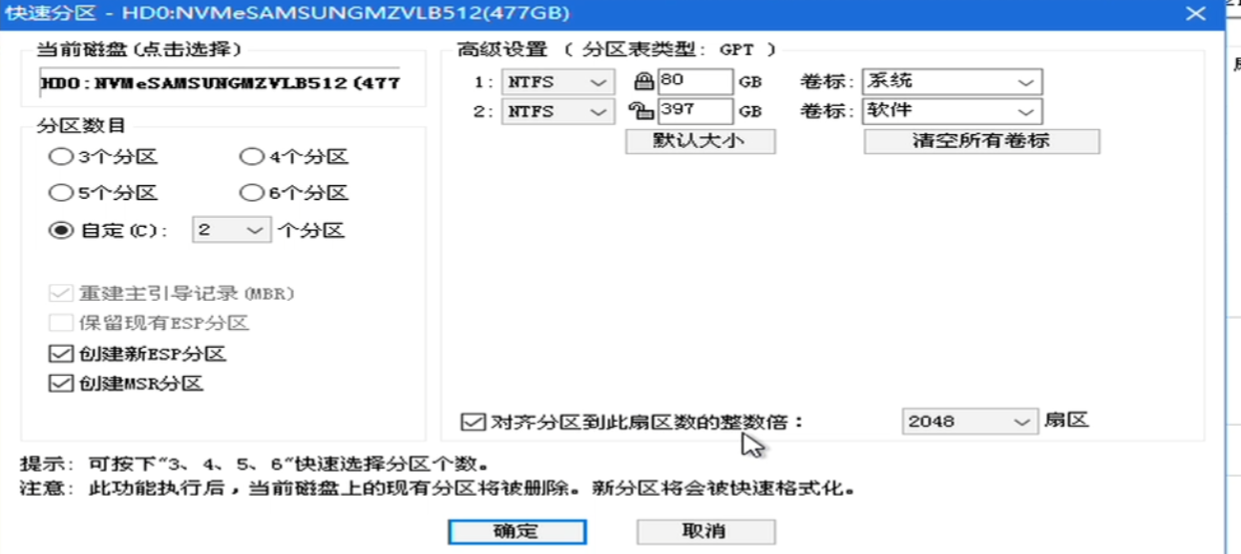 快速分区 - HD0:NVMeSAMSUNGMZVLB512(477GB)
当前磁盘(点击选择)
HD0:NVMeSAMSUNGMZVLB512(477
分区数目
3个分区 4个分区
5个分区 6个分区
自定(C): 2 个分区
重建主引导记录(MBR)
保留现有ESP分区
创建新ESP分区
创建MSR分区
高级设置 ( 分区表类型: GPT )
1: NTFS 80 GB 卷标: 系统
2: NTFS 397 GB 卷标: 软件
默认大小 清空所有卷标
对齐分区到此扇区数的整数倍: 2048 扇区
提示: 可按下"3、4、5、6"快速选择分区个数。
注意: 此功能执行后,当前磁盘上的现有分区将被删除。新分区将会被快速格式化。
确定 取消